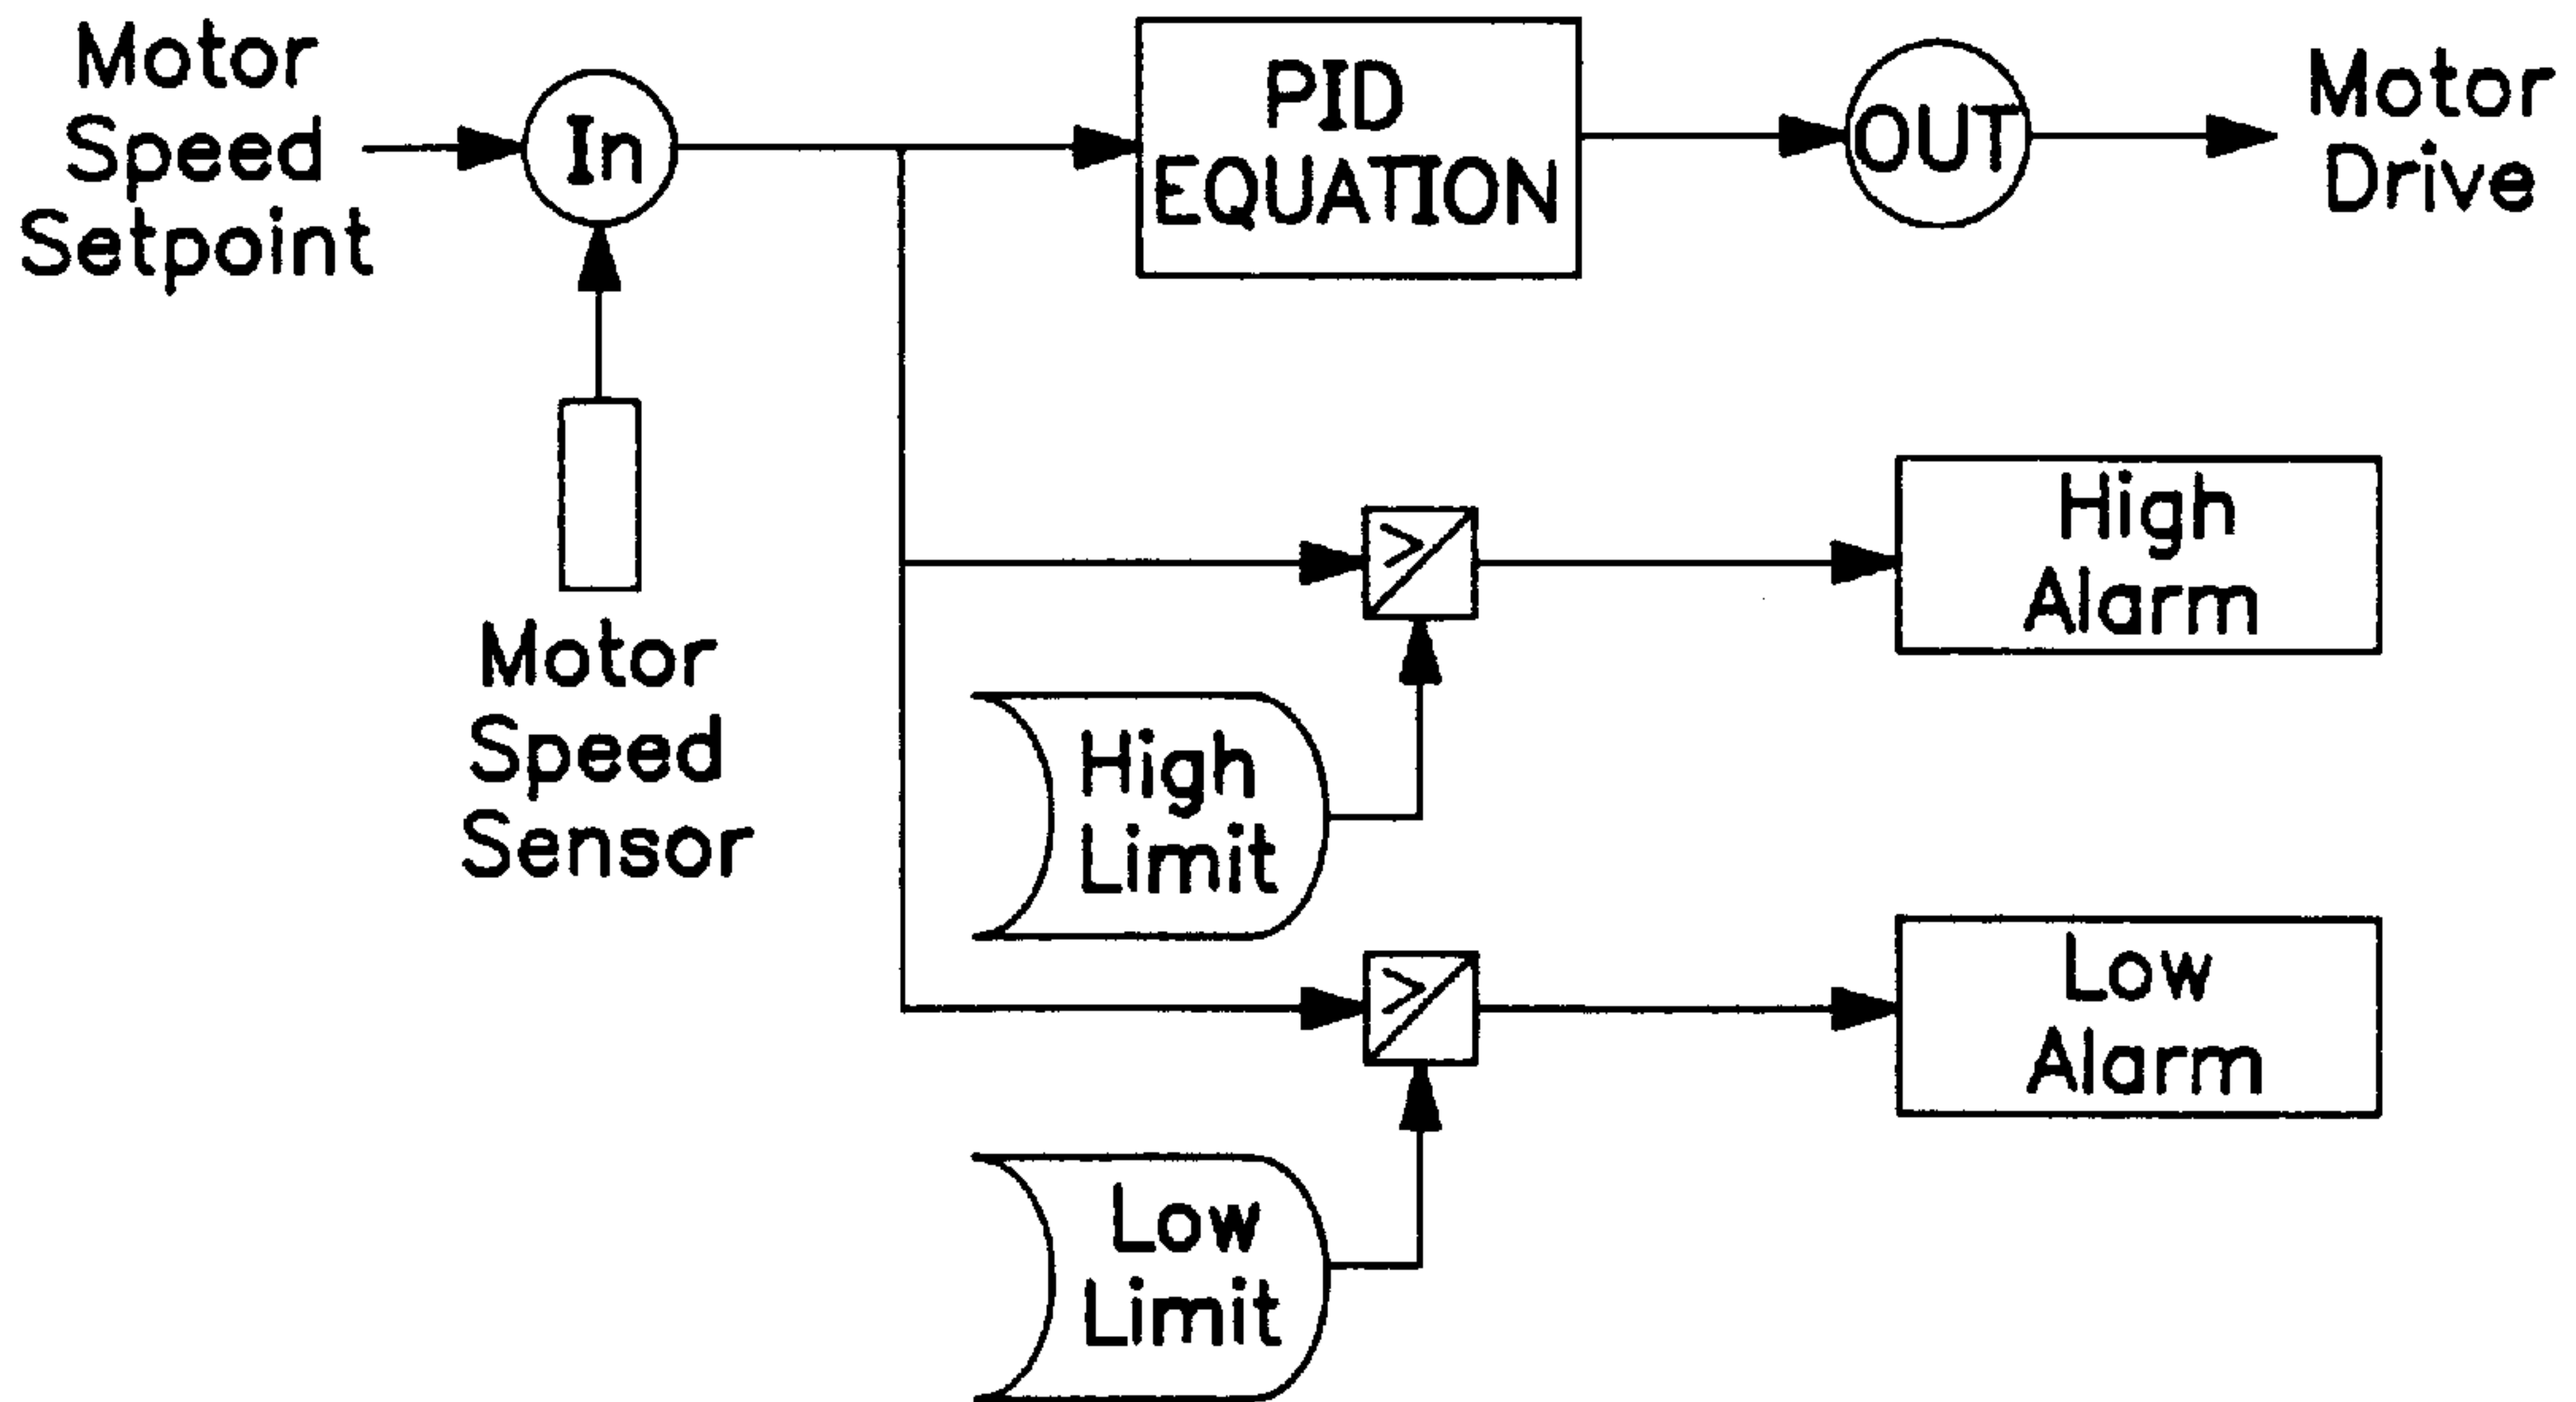 Motor
Speed
Setpoint
In
PID
EQUATION
OUT
Motor
Drive
Motor
Speed
Sensor
>
High
Alarm
High
Limit
>
Low
Alarm
Low
Limit